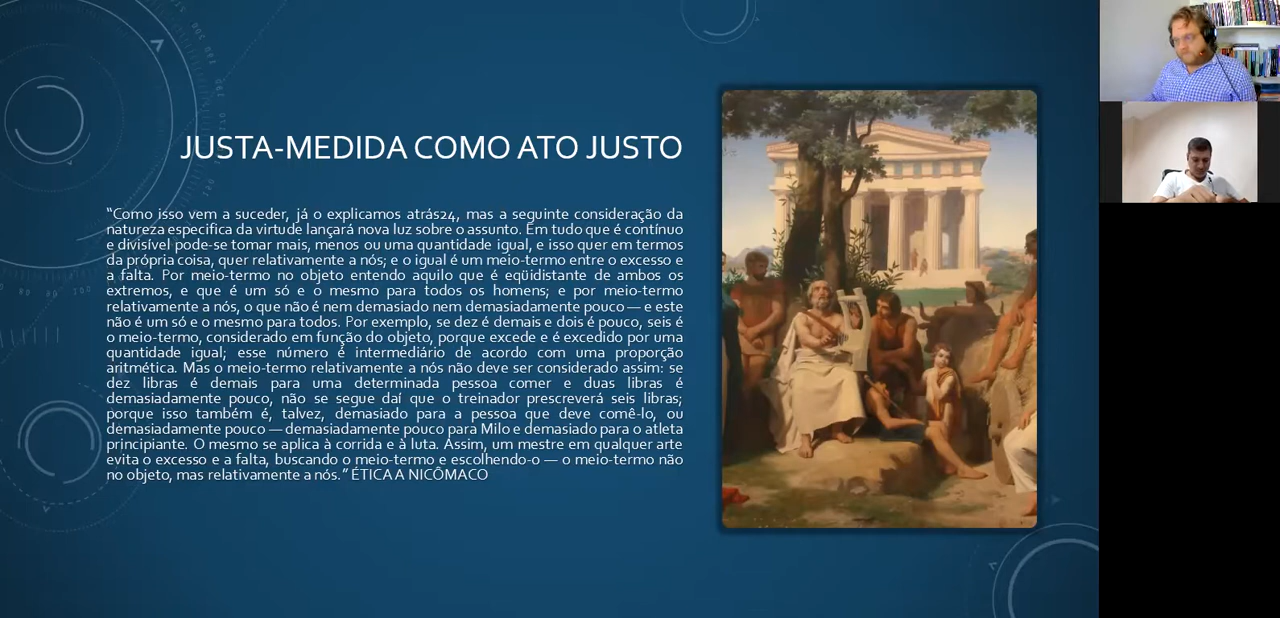 JUSTA-MEDIDA COMO ATO JUSTO
“Como isso vem a suceder, já o explicamos atrás24, mas a seguinte consideração da
natureza especifica da virtude lançará nova luz sobre o assunto. Em tudo que é contínuo
e divisível pode-se tomar mais, menos ou uma quantidade igual, e isso quer em termos
da própria coisa, quer relativamente a nós; e o igual é um meio-termo entre o excesso e
a falta. Por meio-termo no objeto entendo aquilo que é eqüidistante de ambos os
extremos, e que é um só e o mesmo para todos os homens; e por meio-termo
relativamente a nós, o que não é nem demasiado nem demasiadamente pouco — e este
não é um só e o mesmo para todos. Por exemplo, se dez é demais e dois é pouco, seis é
o meio-termo, considerado em função do objeto, porque excede e é excedido por uma
quantidade igual; esse número é intermediário de acordo com uma proporção
aritmética. Mas o meio-termo relativamente a nós não deve ser considerado assim: se
dez libras é demais para uma determinada pessoa comer e duas libras é
demasiadamente pouco, não se segue daí que o treinador prescreverá seis libras;
porque isso também é, talvez, demasiado para a pessoa que deve comê-lo, ou
demasiadamente pouco — demasiadamente pouco para Milo e demasiado para o atleta
principiante. O mesmo se aplica à corrida e à luta. Assim, um mestre em qualquer arte
evita o excesso e a falta, buscando o meio-termo e escolhendo-o — o meio-termo não
no objeto, mas relativamente a nós.” ÉTICA A NICÔMACO